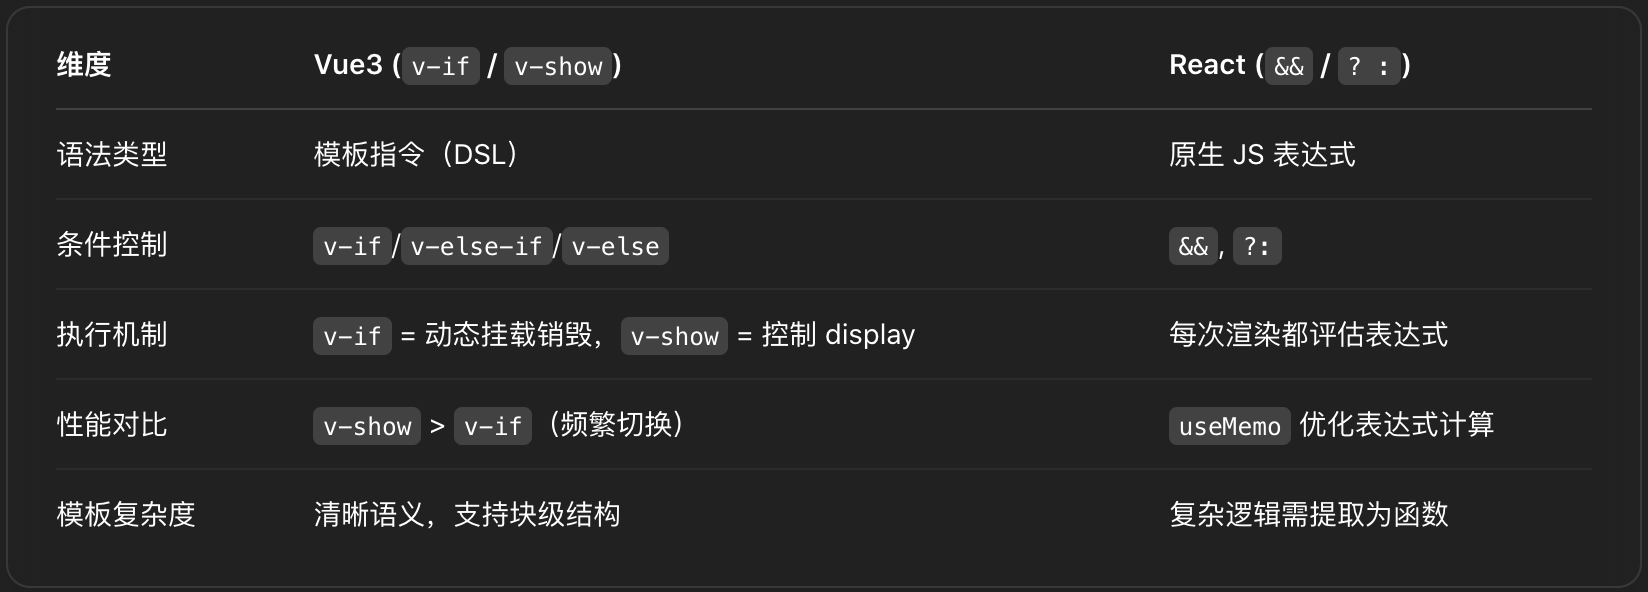 维度 Vue3 (v-if / v-show) React (&& / ? :)
语法类型 模板指令（DSL） 原生 JS 表达式
条件控制 v-if/v-else-if/v-else &&, ?:
执行机制 v-if = 动态挂载销毁，v-show = 控制 display 每次渲染都评估表达式
性能对比 v-show > v-if（频繁切换） useMemo 优化表达式计算
模板复杂度 清晰语义，支持块级结构 复杂逻辑需提取为函数